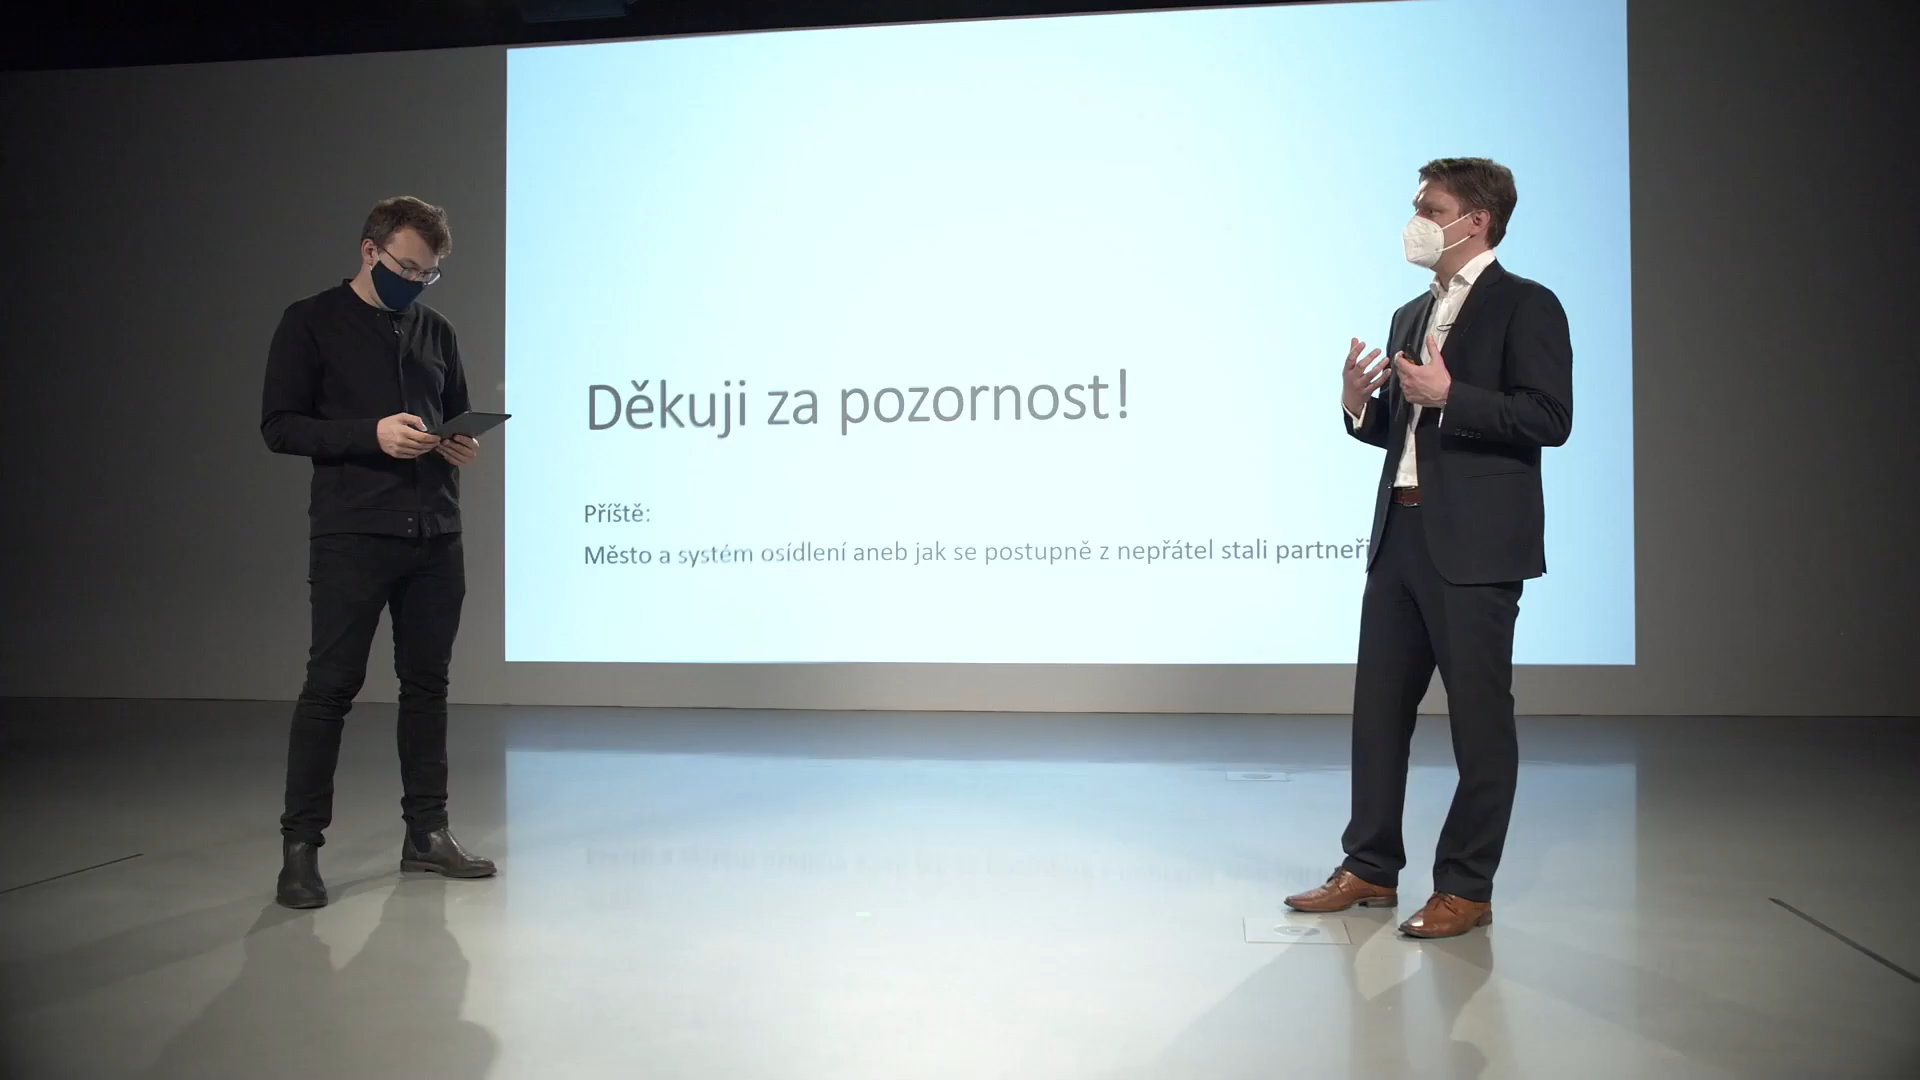 Děkuji za pozornost!
Příště:
Město a systém osídlení aneb jak se postupně z nepřátel stali partneři